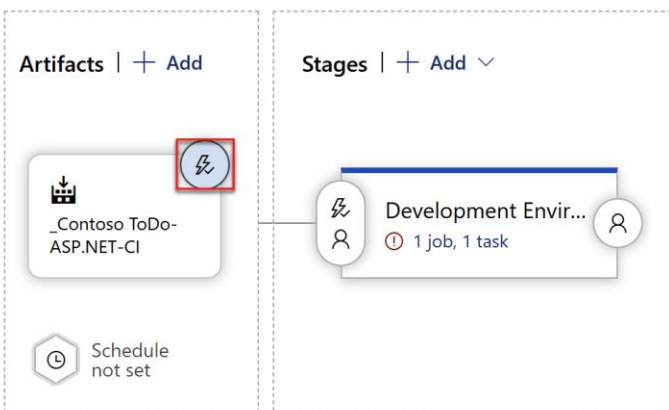 Artifacts | + Add
Stages | + Add
_Contoso ToDo-
ASP.NET-CI
Development Envir...
1 job, 1 task
Schedule
not set